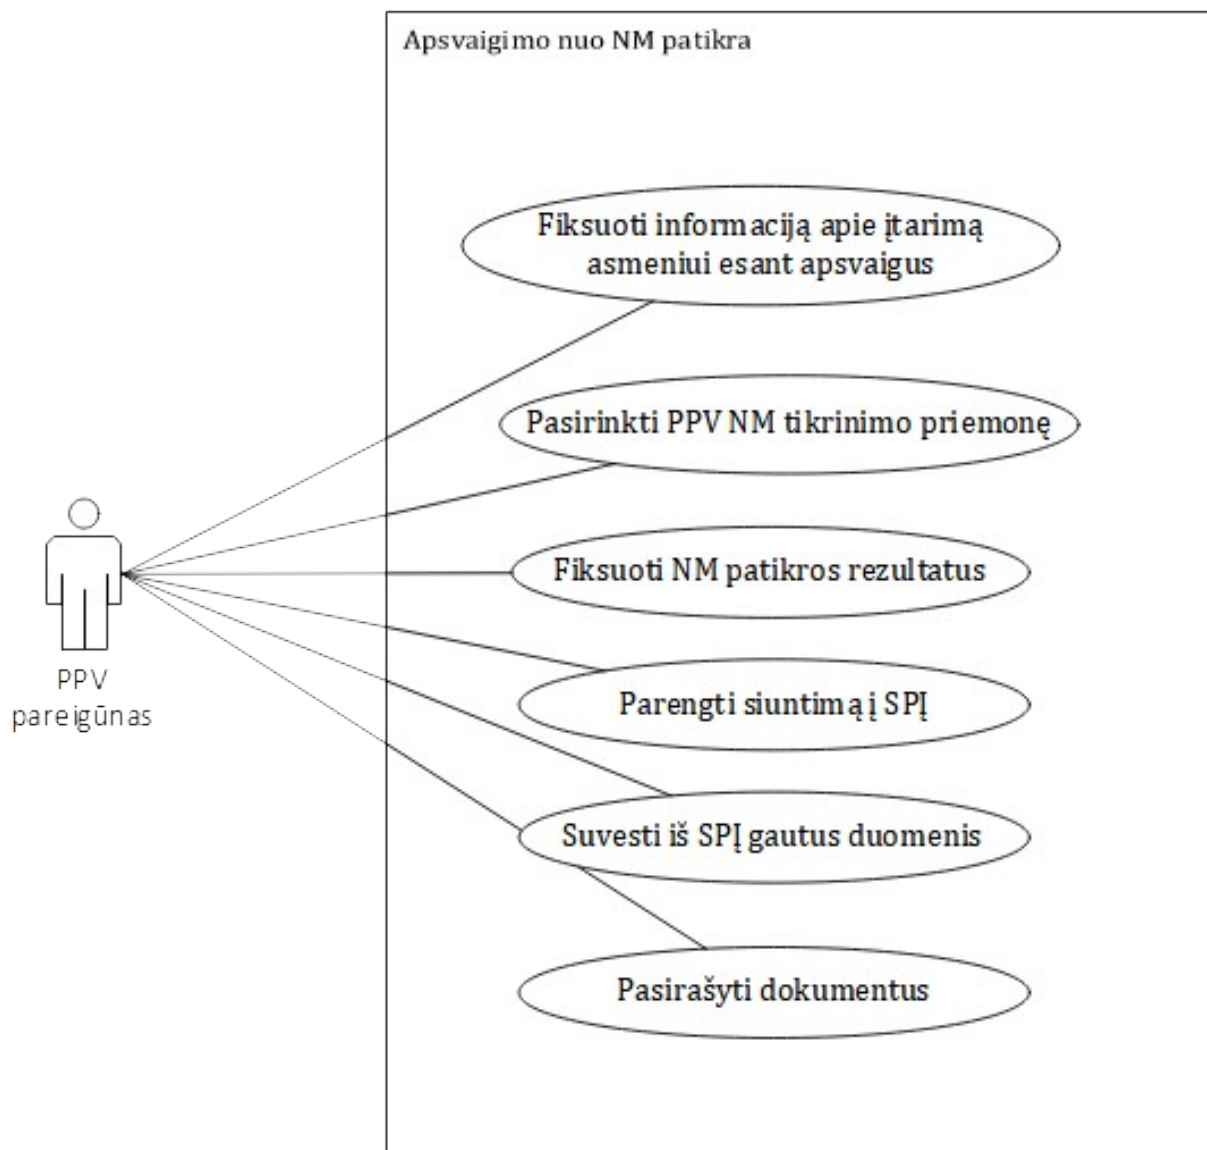 Apsvaigimo nuo NM patikra
Fiksuoti informaciją apie įtarimą
asmeniui esant apsvaigus
Pasirinkti PPV NM tikrinimo priemonę
Fiksuoti NM patikros rezultatus
PPV
pareigūnas
Parengti siuntimą į SPĮ
Suvesti iš SPĮ gautus duomenis
Pasirašyti dokumentus